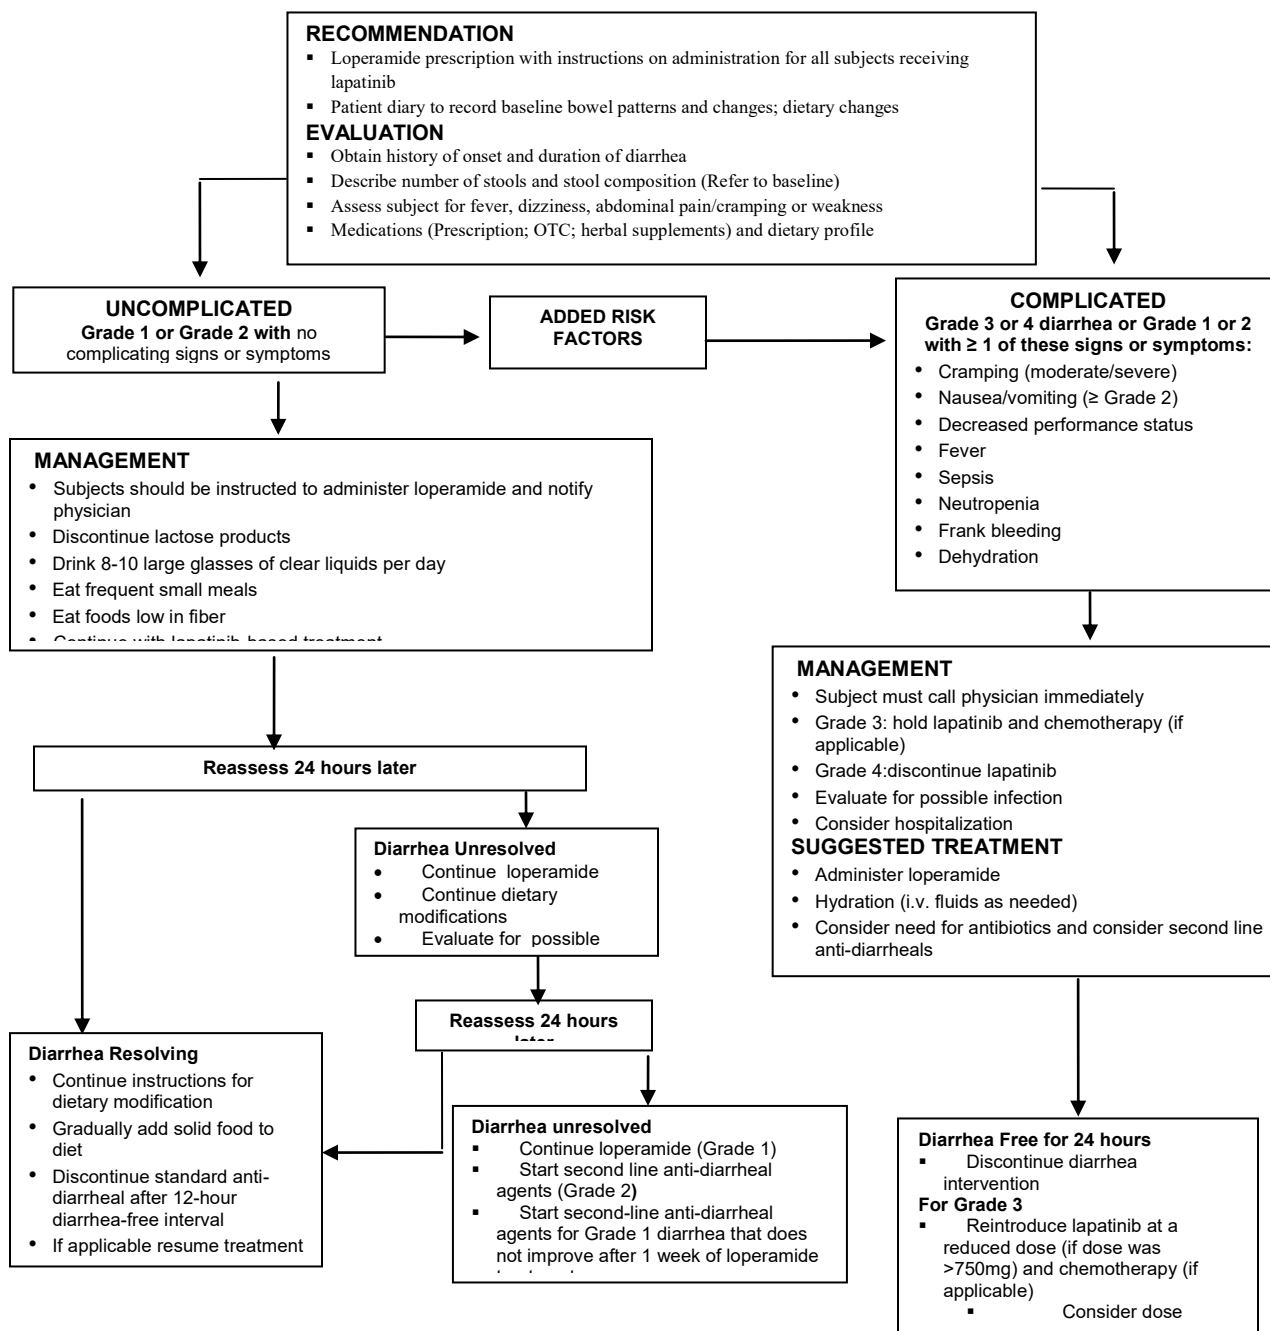 RECOMMENDATION
▪ Loperamide prescription with instructions on administration for all subjects receiving
lapatinib
▪ Patient diary to record baseline bowel patterns and changes; dietary changes
EVALUATION
▪ Obtain history of onset and duration of diarrhea
▪ Describe number of stools and stool composition (Refer to baseline)
▪ Assess subject for fever, dizziness, abdominal pain/cramping or weakness
▪ Medications (Prescription; OTC; herbal supplements) and dietary profile
UNCOMPLICATED
Grade 1 or Grade 2 with no
complicating signs or symptoms
ADDED RISK
FACTORS
COMPLICATED
Grade 3 or 4 diarrhea or Grade 1 or 2
with ≥ 1 of these signs or symptoms:
• Cramping (moderate/severe)
• Nausea/vomiting (≥ Grade 2)
• Decreased performance status
• Fever
• Sepsis
• Neutropenia
• Frank bleeding
• Dehydration
MANAGEMENT
• Subjects should be instructed to administer loperamide and notify
physician
• Discontinue lactose products
• Drink 8-10 large glasses of clear liquids per day
• Eat frequent small meals
• Eat foods low in fiber
• Continue with lapatinib based treatment
MANAGEMENT
• Subject must call physician immediately
• Grade 3: hold lapatinib and chemotherapy (if
applicable)
• Grade 4:discontinue lapatinib
• Evaluate for possible infection
• Consider hospitalization
SUGGESTED TREATMENT
• Administer loperamide
• Hydration (i.v. fluids as needed)
• Consider need for antibiotics and consider second line
anti-diarrheals
Reassess 24 hours later
Diarrhea Unresolved
• Continue loperamide
• Continue dietary
modifications
• Evaluate for possible
Reassess 24 hours
later
Diarrhea Resolving
• Continue instructions for
dietary modification
• Gradually add solid food to
diet
• Discontinue standard anti-
diarrheal after 12-hour
diarrhea-free interval
• If applicable resume treatment
Diarrhea unresolved
▪ Continue loperamide (Grade 1)
▪ Start second line anti-diarrheal
agents (Grade 2)
▪ Start second-line anti-diarrheal
agents for Grade 1 diarrhea that does
not improve after 1 week of loperamide
Diarrhea Free for 24 hours
▪ Discontinue diarrhea
intervention
For Grade 3
▪ Reintroduce lapatinib at a
reduced dose (if dose was
>750mg) and chemotherapy (if
applicable)
▪ Consider dose